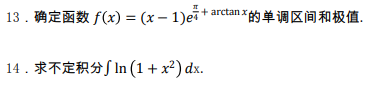 13．确定函数 f(x) = (x − 1)e^{π/4 + arctan x}的单调区间和极值.
14．求不定积分∫ ln (1 + x²) dx.